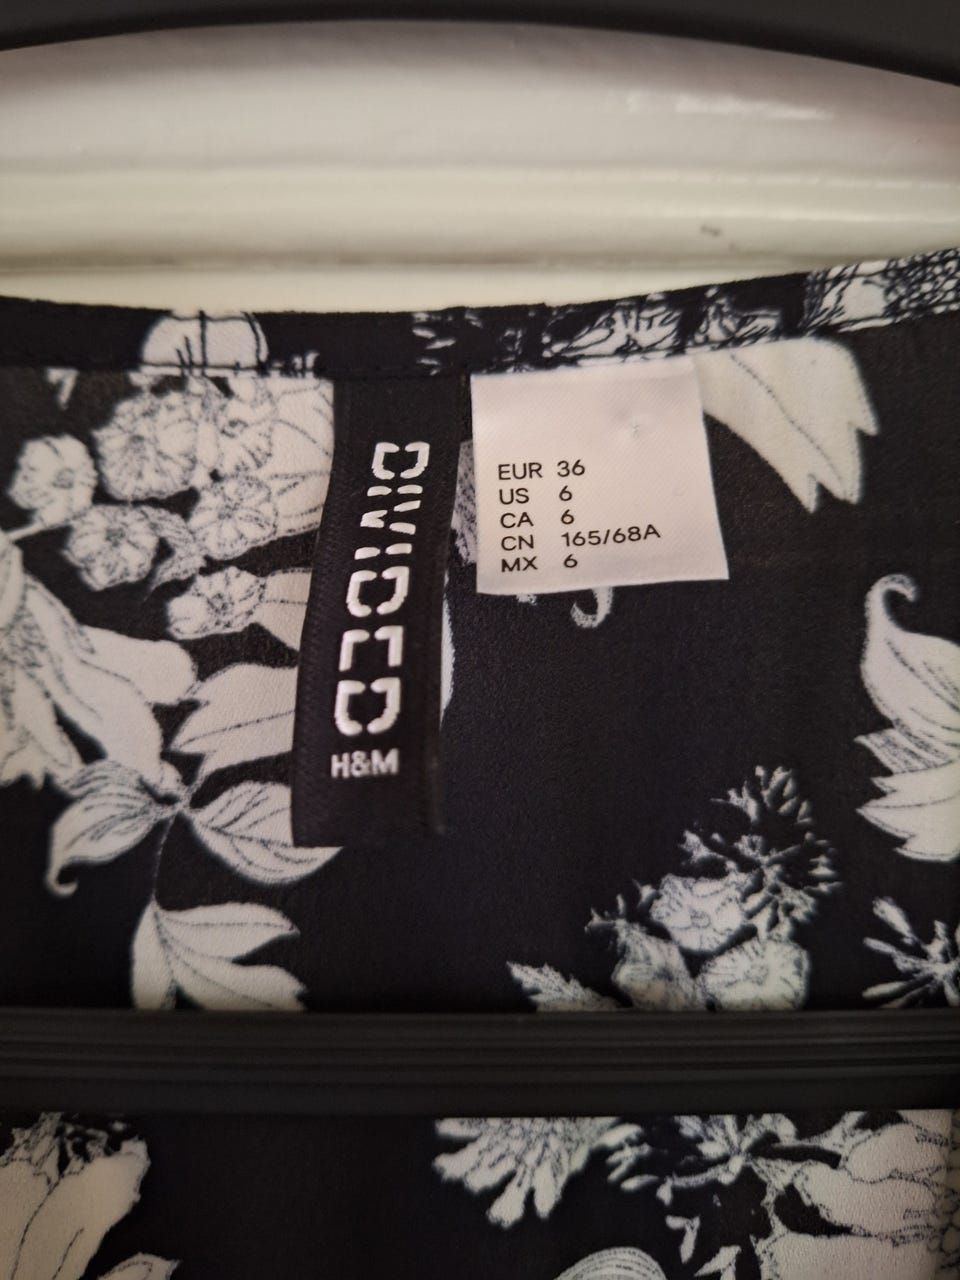 DIVIDED
H&M
EUR 36
US 6
CA 6
CN 165/68A
MX 6